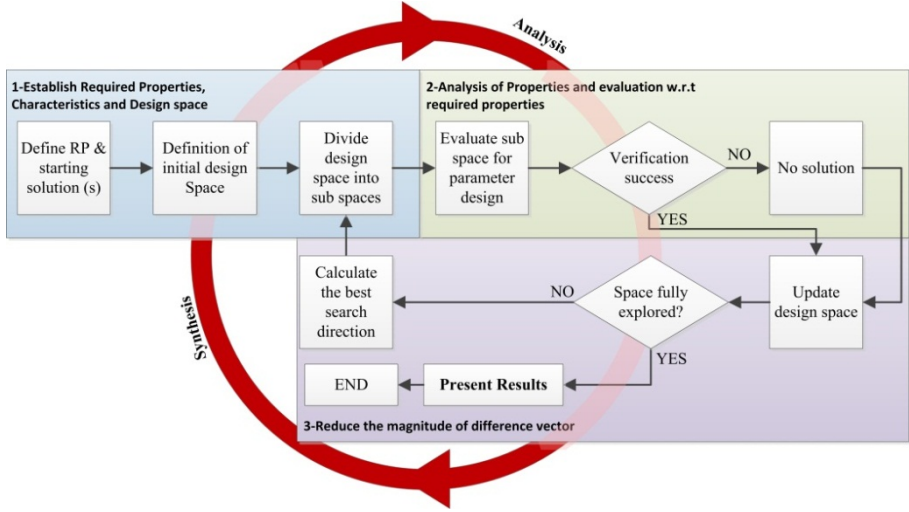 Analysis
1-Establish Required Properties,
Characteristics and Design space
2-Analysis of Properties and evaluation w.r.t
required properties
Define RP &
starting
solution (s)
Definition of
initial design
Space
Divide
design
space into
sub spaces
Evaluate sub
space for
parameter
design
Verification
success
NO
No solution
YES
Calculate
the best
search
direction
NO
Space fully
explored?
Update
design space
YES
END
Present Results
3-Reduce the magnitude of difference vector
Synthesis